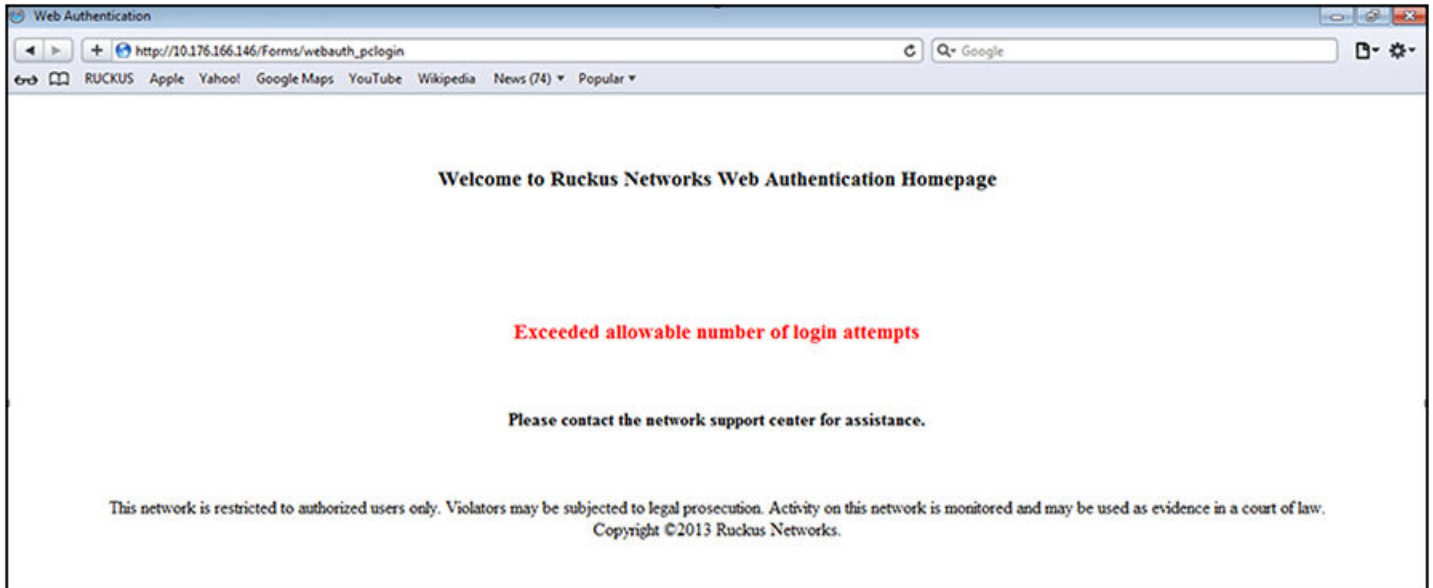 Web Authentication
http://10.176.166.146/Forms/webauth_pclogin
Google
RUCKUS Apple Yahoo! Google Maps YouTube Wikipedia News (74) Popular
Welcome to Ruckus Networks Web Authentication Homepage
Exceeded allowable number of login attempts
Please contact the network support center for assistance.
This network is restricted to authorized users only. Violators may be subjected to legal prosecution. Activity on this network is monitored and may be used as evidence in a court of law.
Copyright ©2013 Ruckus Networks.